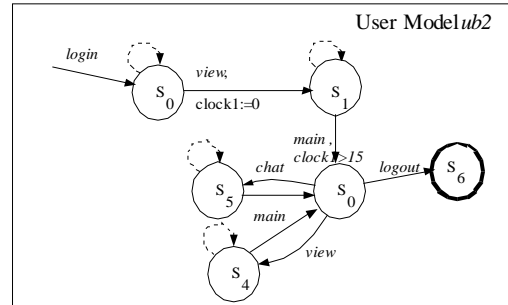 User Model ub2
login
view,
clock1:=0
S0
S1
main ,
clock1>15
chat
S5
main
S0
logout
S6
view
S4